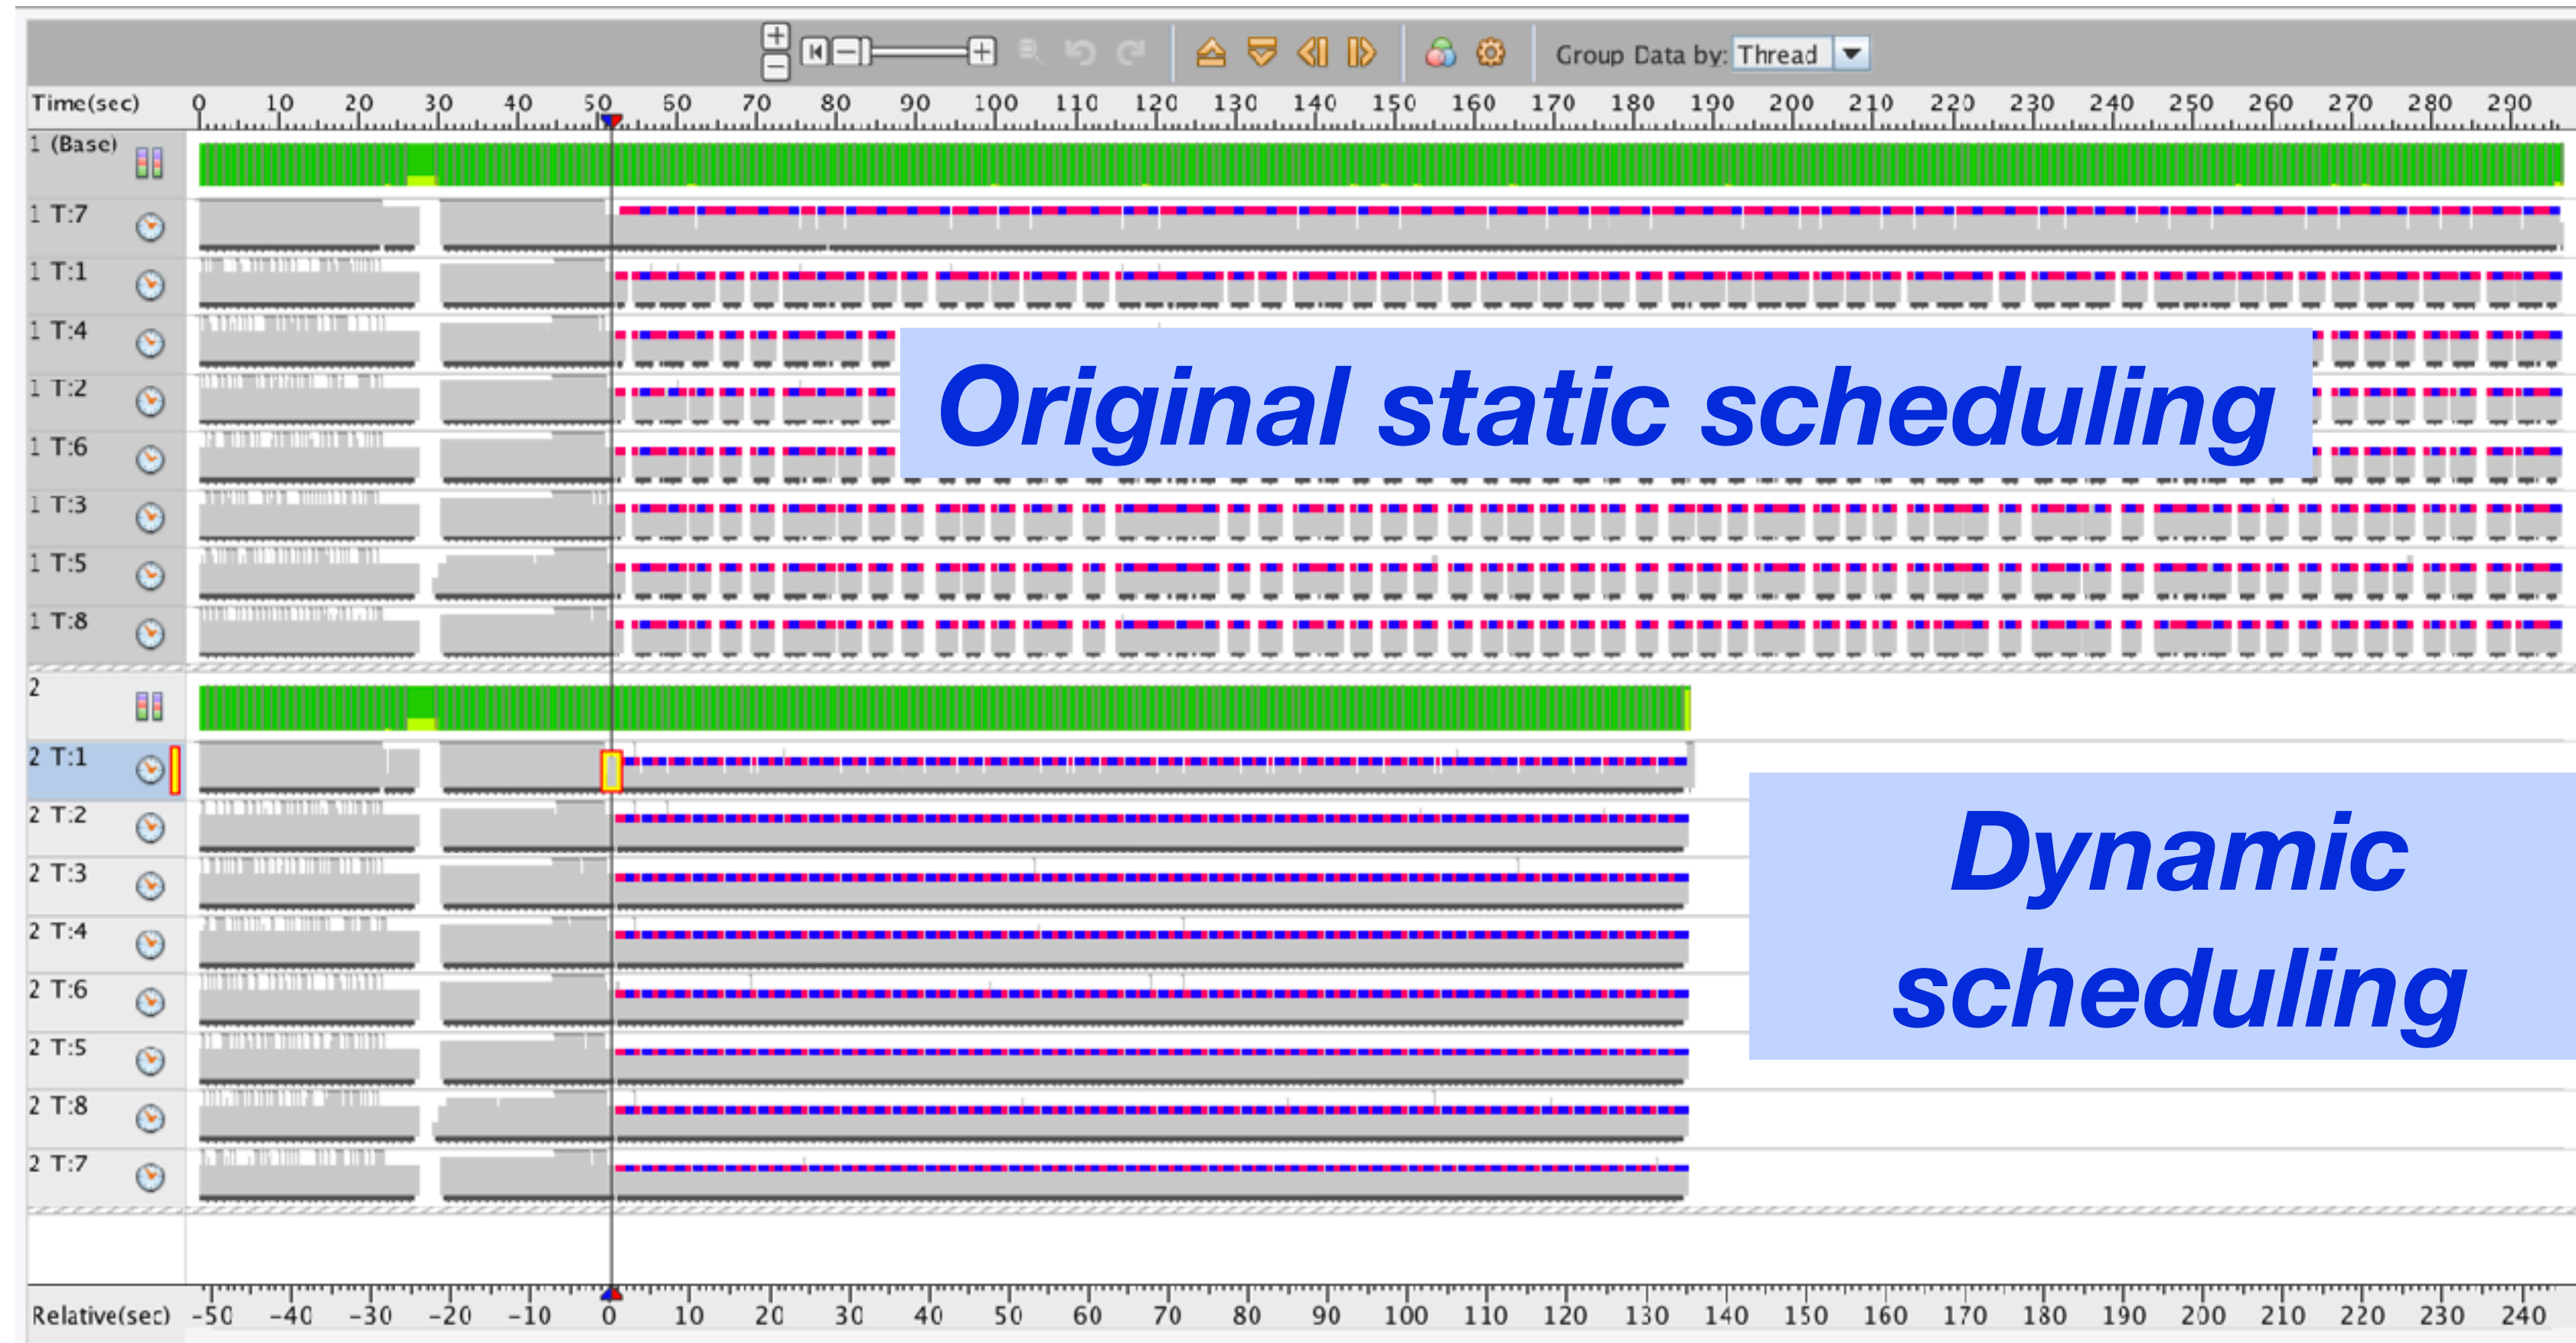 Group Data by: Thread
Time(sec) 0 10 20 30 40 50 60 70 80 90 100 110 120 130 140 150 160 170 180 190 200 210 220 230 240 250 260 270 280 290
1 (Base)
1 T:7
1 T:1
1 T:4
1 T:2
1 T:6
1 T:3
1 T:5
1 T:8
Original static scheduling
2
2 T:1
2 T:2
2 T:3
2 T:4
2 T:6
2 T:5
2 T:8
2 T:7
Dynamic
scheduling
Relative(sec) -50 -40 -30 -20 -10 0 10 20 30 40 50 60 70 80 90 100 110 120 130 140 150 160 170 180 190 200 210 220 230 240